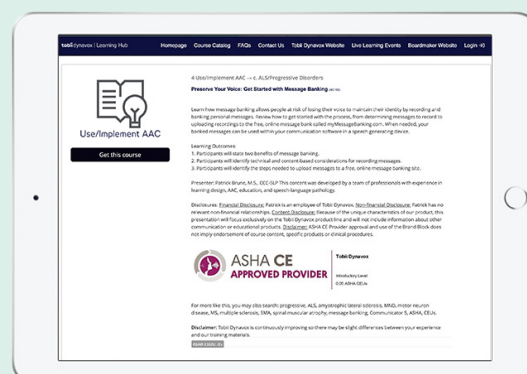 tobii dynavox | Learning Hub
Homepage Course Catalog FAQs Contact Us Tobii Dynavox Website Live Learning Events Boardmaker Website Login
4 Use/Implement AAC → c. ALS/Progressive Disorders
Preserve Your Voice: Get Started with Message Banking
Use/Implement AAC
Get this course
Learn how message banking allows people at risk of losing their voice to maintain their identity by recording and
banking personal messages. Review how to get started with the process, from determining messages to record to
uploading recordings to the free, online message bank called myMessageBanking.com. When needed, your
banked messages can be used within your communication software in a speech generating device.
Learning Outcomes:
1. Participants will state two benefits of message banking.
2. Participants will identify technical and content-based considerations for recording messages.
3. Participants will identify the steps needed to upload messages to a free, online message banking site.
Presenter: Patrick Brune, M.S., CCC-SLP This content was developed by a team of professionals with experience in
learning design, AAC, education, and speech-language pathology.
Disclosures: Financial Disclosure: Patrick is an employee of Tobii Dynavox. Non-financial Disclosure: Patrick has no
relevant non-financial relationships. Content Disclosure: Because of the unique characteristics of our product, this
presentation will focus exclusively on the Tobii Dynavox product line and will not include information about other
communication or educational products. Disclaimer: ASHA CE Provider approval and use of the Brand Block does
not imply endorsement of course content, specific products or clinical procedures.
ASHA CE
APPROVED PROVIDER
Tobii Dynavox
Introductory Level
0.05 ASHA CEUs
For more like this, you may also search: progressive, ALS, amyotrophic lateral sclerosis, MND, motor neuron
disease, MS, multiple sclerosis, SMA, spinal muscular atrophy, message banking, Communicator 5, ASHA, CEUs.
Disclaimer: Tobii Dynavox is continuously improving so there may be slight differences between your experience
and our training materials.